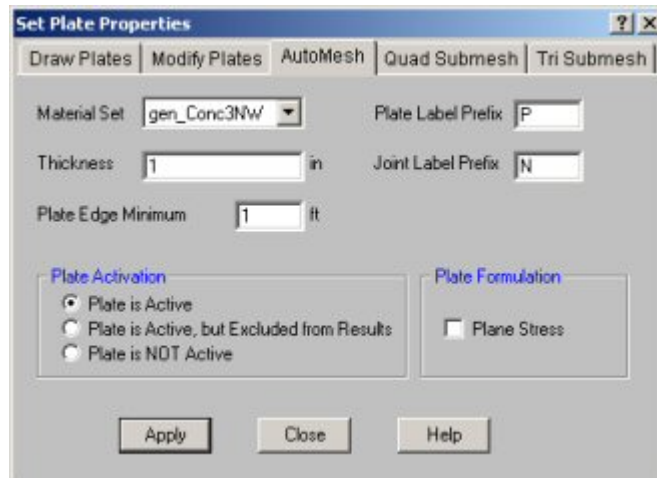 Set Plate Properties
Draw Plates Modify Plates AutoMesh Quad Submesh Tri Submesh
Material Set gen_Conc3NW Plate Label Prefix P
Thickness 1 in Joint Label Prefix N
Plate Edge Minimum 1 ft
Plate Activation Plate Formulation
Plate is Active
Plate is Active, but Excluded from Results Plane Stress
Plate is NOT Active
Apply Close Help